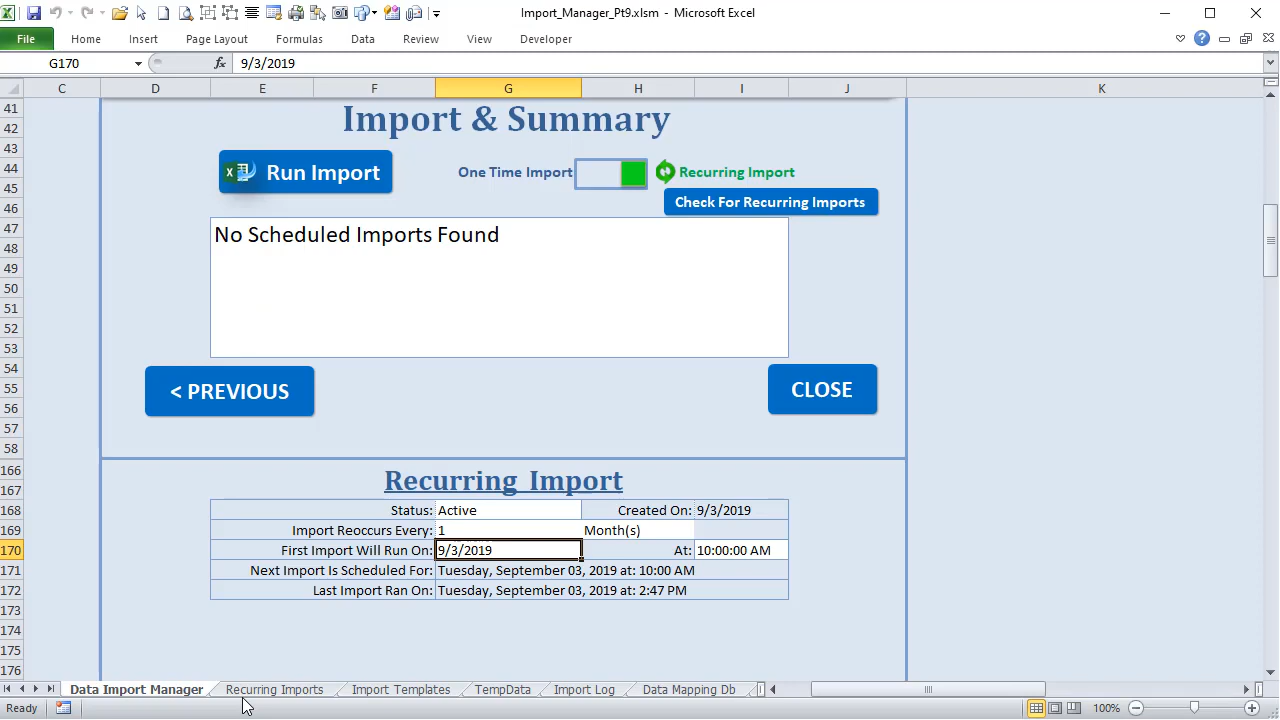 Import_Manager_Pt9.xlsm - Microsoft Excel
File Home Insert Page Layout Formulas Data Review View Developer
G170 fx 9/3/2019
C D E F G H I J K
41
42
43
44
45
46
47
48
49
50
51
52
53
54
55
56
57
58
166
167
168
169
170
171
172
173
174
175
176
Import & Summary
Run Import One Time Import Recurring Import
Check For Recurring Imports
No Scheduled Imports Found
< PREVIOUS CLOSE
Recurring Import
Status: Active Created On: 9/3/2019
Import Reoccurs Every: 1 Month(s)
First Import Will Run On: 9/3/2019 At: 10:00:00 AM
Next Import Is Scheduled For: Tuesday, September 03, 2019 at: 10:00 AM
Last Import Ran On: Tuesday, September 03, 2019 at: 2:47 PM
Data Import Manager Recurring Imports Import Templates TempData Import Log Data Mapping Db
Ready 100%